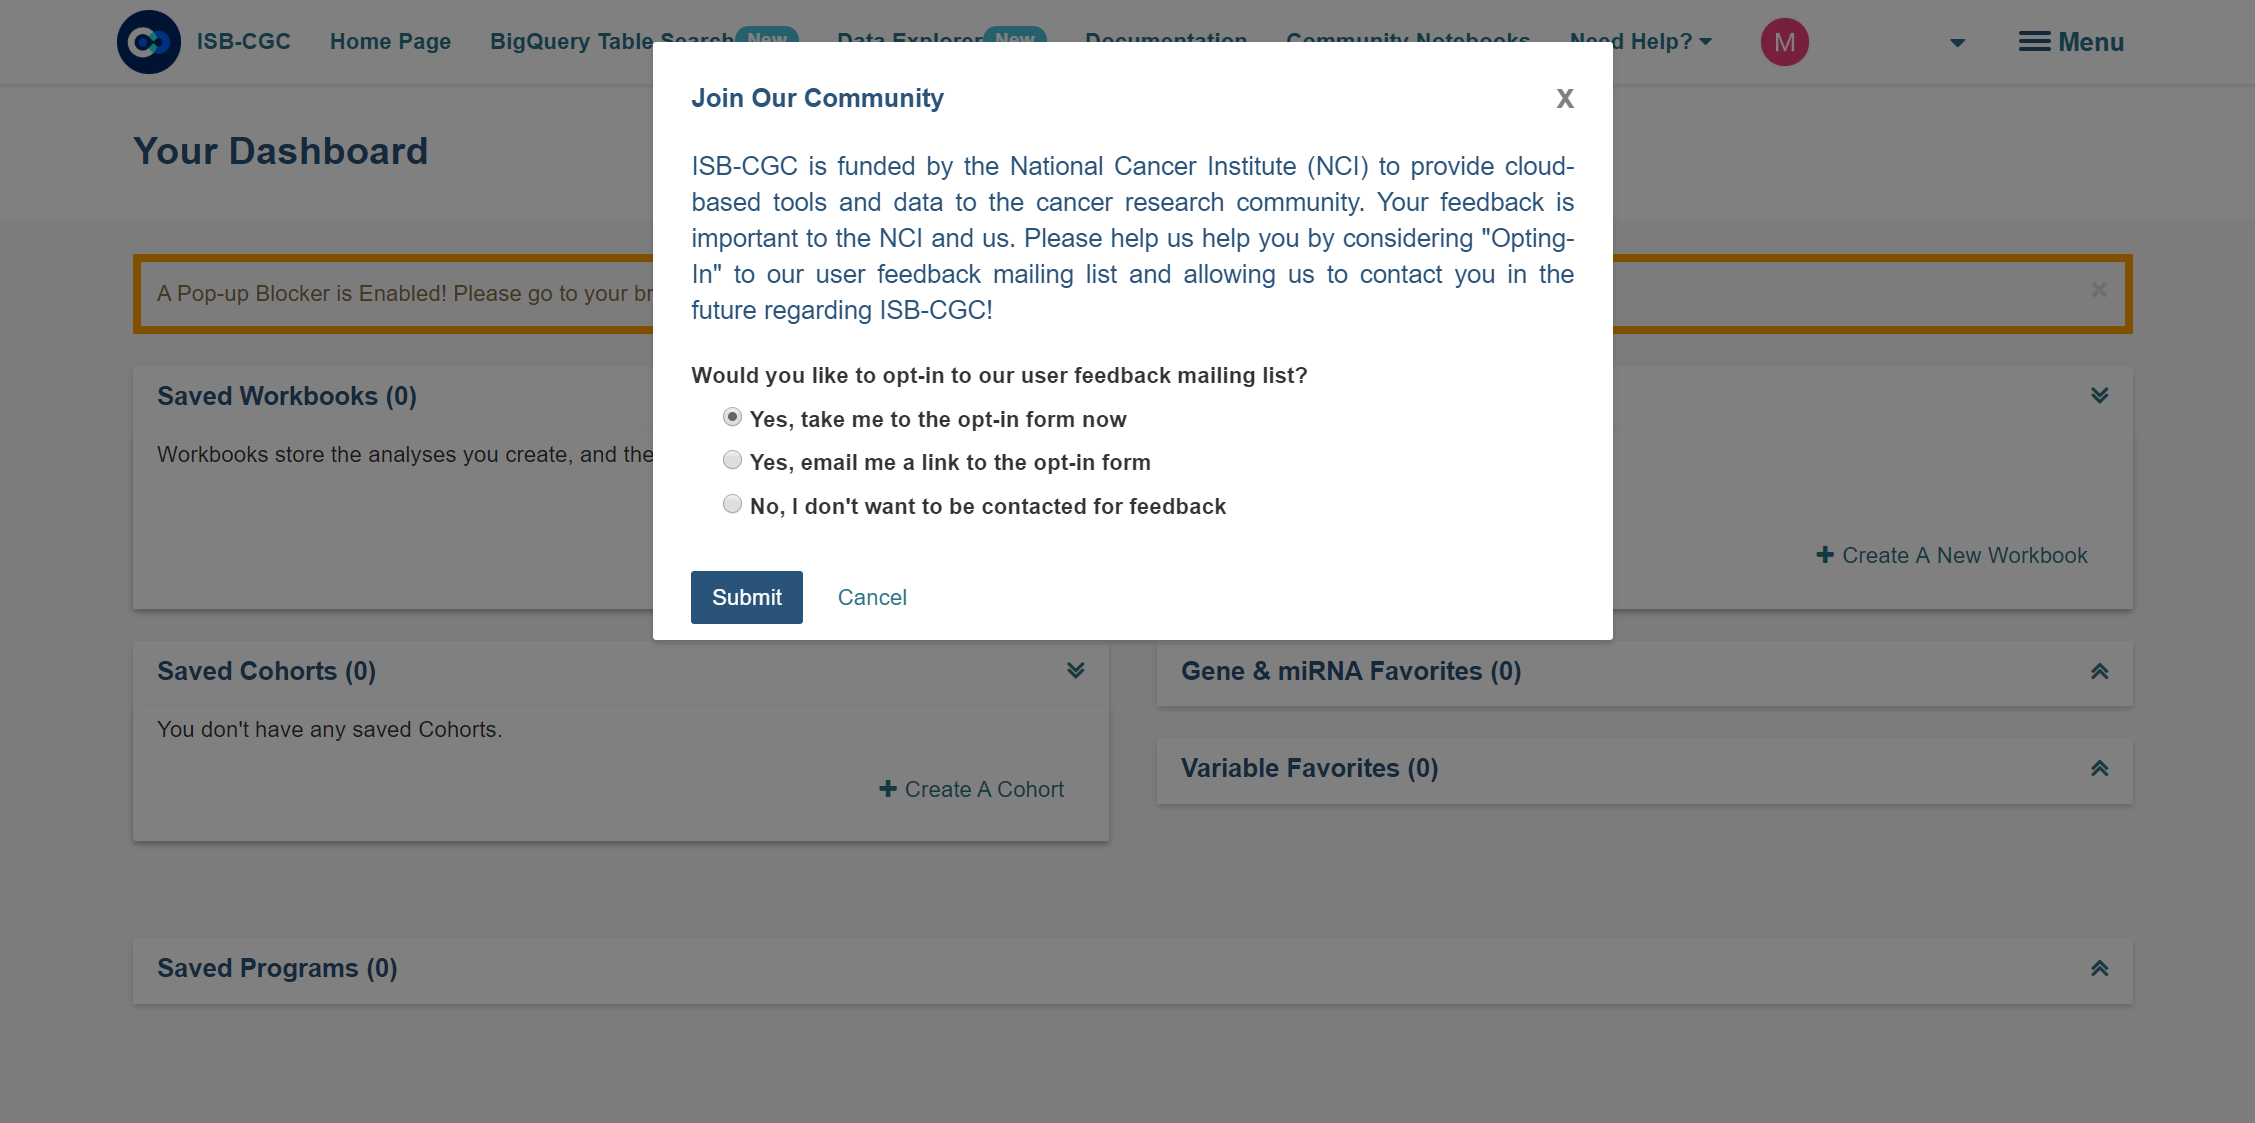 ISB-CGC Home Page BigQuery Table Search New Data Explorer New Documentation Community Notebooks Need Help? M Menu
Join Our Community X
Your Dashboard
ISB-CGC is funded by the National Cancer Institute (NCI) to provide cloud-
based tools and data to the cancer research community. Your feedback is
important to the NCI and us. Please help us help you by considering "Opting-
In" to our user feedback mailing list and allowing us to contact you in the
future regarding ISB-CGC!
A Pop-up Blocker is Enabled! Please go to your
Would you like to opt-in to our user feedback mailing list?
Yes, take me to the opt-in form now
Yes, email me a link to the opt-in form
No, I don't want to be contacted for feedback
Submit Cancel
Saved Workbooks (0)
Workbooks store the analyses you create, and
+ Create A New Workbook
Saved Cohorts (0)
You don't have any saved Cohorts.
+ Create A Cohort
Gene & miRNA Favorites (0)
Variable Favorites (0)
Saved Programs (0)